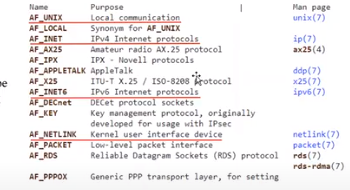 Name Purpose Man page
AF_UNIX Local communication unix(7)
AF_LOCAL Synonym for AF_UNIX
AF_INET IPv4 Internet protocols ip(7)
AF_AX25 Amateur radio AX.25 protocol ax25(4)
AF_IPX IPX - Novell protocols
AF_APPLETALK AppleTalk ddp(7)
AF_X25 ITU-T X.25 / ISO-8208 protocol x25(7)
AF_INET6 IPv6 Internet protocols ipv6(7)
AF_DECnet DECet protocol sockets
AF_KEY Key management protocol, originally
developed for usage with IPsec
AF_NETLINK Kernel user interface device netlink(7)
AF_PACKET Low-level packet interface packet(7)
AF_RDS Reliable Datagram Sockets (RDS) protocol rds(7)
rds-rdma(7)
AF_PPPOX Generic PPP transport layer, for setting